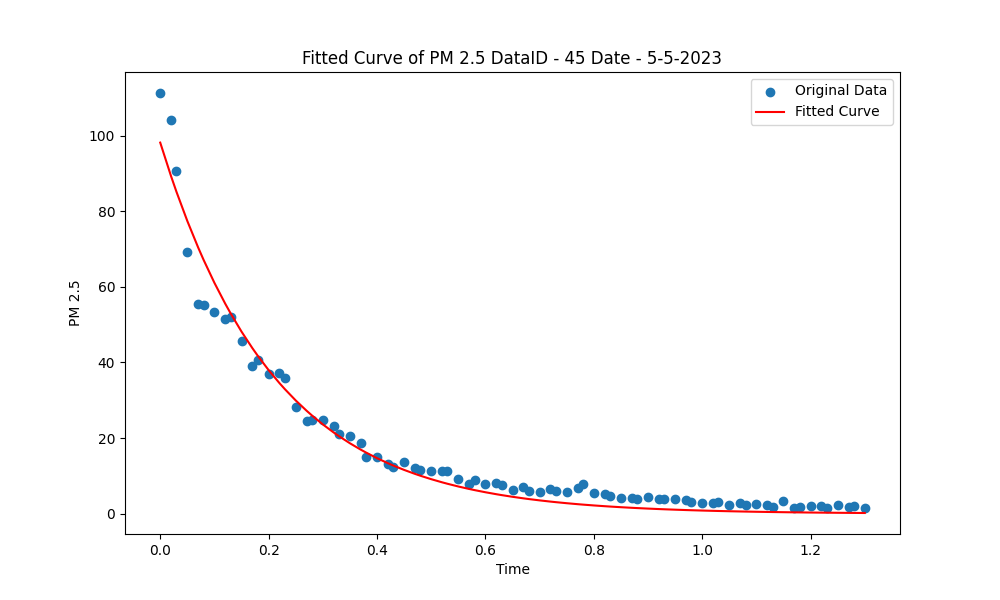 Fitted Curve of PM 2.5 DataID - 45 Date - 5-5-2023
Original Data
Fitted Curve
PM 2.5
100
80
60
40
20
0
0.0 0.2 0.4 0.6 0.8 1.0 1.2
Time